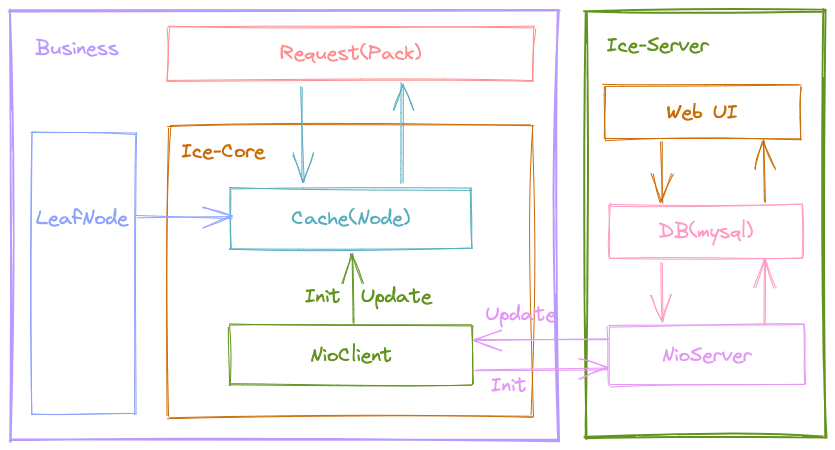 Business
Request(Pack)
Ice-Core
LeafNode
Cache(Node)
Init Update
NioClient
Update
Init
Ice-Server
Web UI
DB(mysql)
NioServer